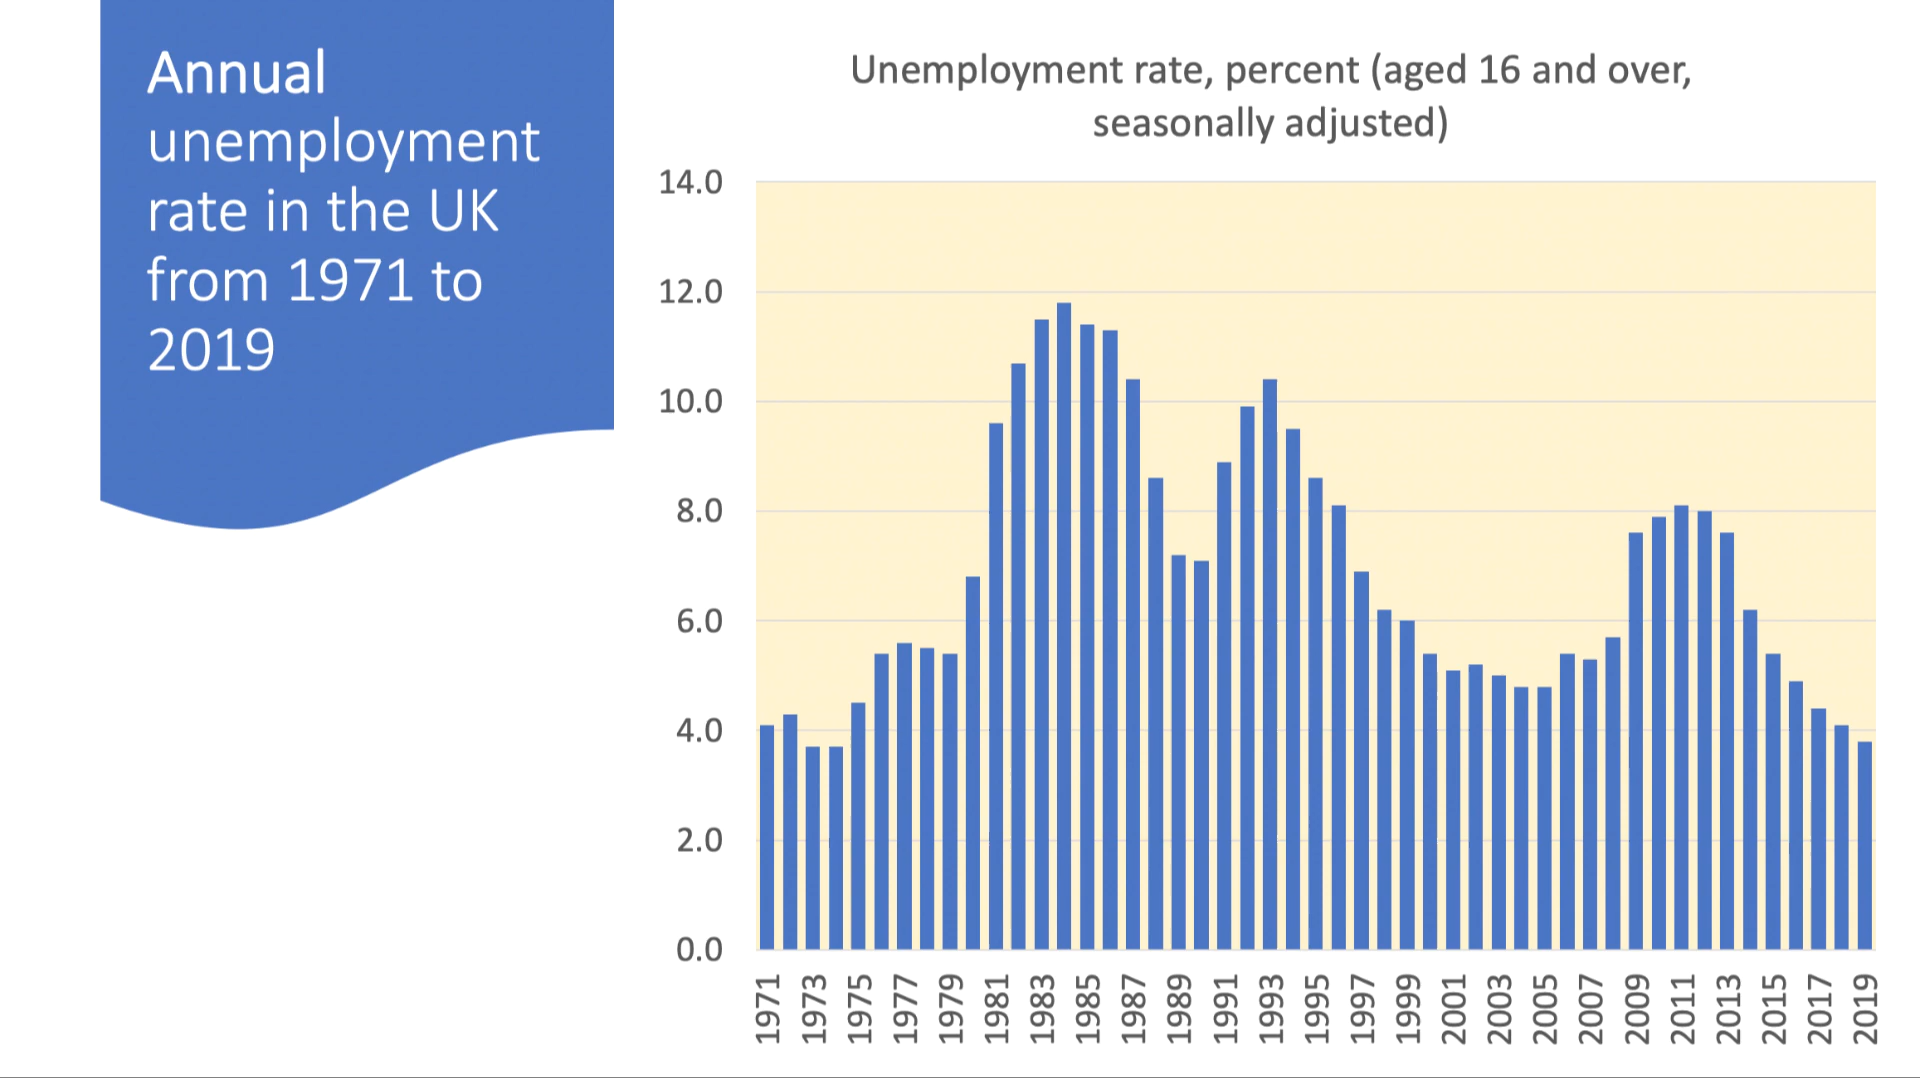 Annual
unemployment
rate in the UK
from 1971 to
2019
Unemployment rate, percent (aged 16 and over,
seasonally adjusted)
14.0
12.0
10.0
8.0
6.0
4.0
2.0
0.0
1971 1973 1975 1977 1979 1981 1983 1985 1987 1989 1991 1993 1995 1997 1999 2001 2003 2005 2007 2009 2011 2013 2015 2017 2019